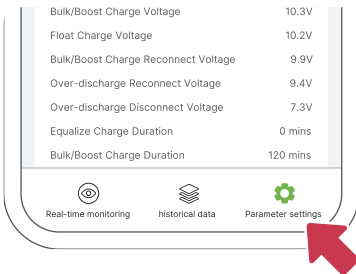 Bulk/Boost Charge Voltage 10.3V
Float Charge Voltage 10.2V
Bulk/Boost Charge Reconnect Voltage 9.9V
Over-discharge Reconnect Voltage 9.4V
Over-discharge Disconnect Voltage 7.3V
Equalize Charge Duration 0 mins
Bulk/Boost Charge Duration 120 mins
Real-time monitoring historical data Parameter settings